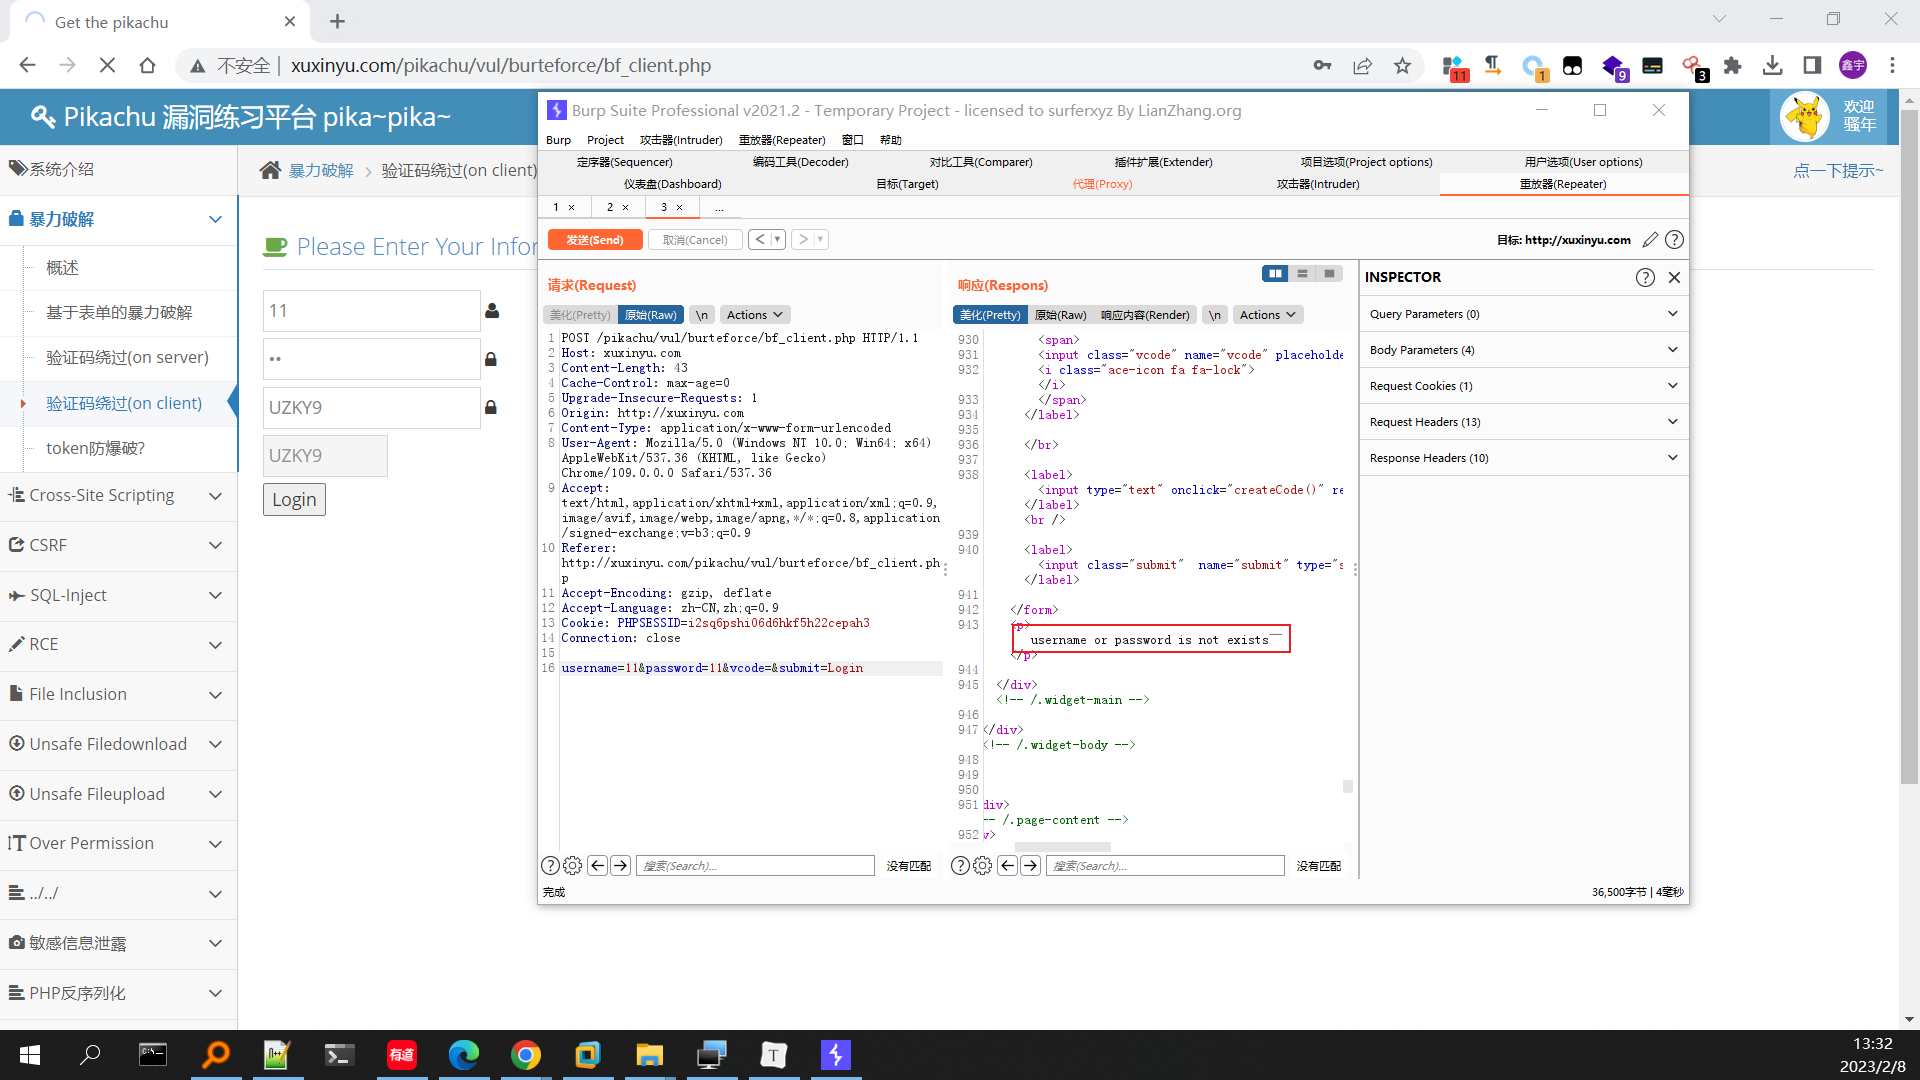 Get the pikachu
不安全 | xuxinyu.com/pikachu/vul/burteforce/bf_client.php
11
1
9
3
鑫宇
Pikachu 漏洞练习平台 pika~pika~
欢迎
骚年
系统介绍
暴力破解
概述
基于表单的暴力破解
验证码绕过(on server)
验证码绕过(on client)
token防爆破?
Cross-Site Scripting
CSRF
SQL-Inject
RCE
File Inclusion
Unsafe Filedownload
Unsafe Fileupload
Over Permission
../../
敏感信息泄露
PHP反序列化
暴力破解 > 验证码绕过(on client)
点一下提示~
Please Enter Your Infor
11
••
UZKY9
UZKY9
Login
Burp Suite Professional v2021.2 - Temporary Project - licensed to surferxyz By LianZhang.org
Burp Project 攻击器(Intruder) 重放器(Repeater) 窗口 帮助
定序器(Sequencer) 编码工具(Decoder) 对比工具(Comparer) 插件扩展(Extender) 项目选项(Project options) 用户选项(User options)
仪表盘(Dashboard) 目标(Target) 代理(Proxy) 攻击器(Intruder) 重放器(Repeater)
1 × 2 × 3 × ...
发送(Send) 取消(Cancel) < >
目标: http://xuxinyu.com
请求(Request)
美化(Pretty) 原始(Raw) \n Actions
1 POST /pikachu/vul/burteforce/bf_client.php HTTP/1.1
2 Host: xuxinyu.com
3 Content-Length: 43
4 Cache-Control: max-age=0
5 Upgrade-Insecure-Requests: 1
6 Origin: http://xuxinyu.com
7 Content-Type: application/x-www-form-urlencoded
8 User-Agent: Mozilla/5.0 (Windows NT 10.0; Win64; x64)
AppleWebKit/537.36 (KHTML, like Gecko)
Chrome/109.0.0.0 Safari/537.36
9 Accept:
text/html,application/xhtml+xml,application/xml;q=0.9,
image/avif,image/webp,image/apng,*/*;q=0.8,application
/signed-exchange;v=b3;q=0.9
10 Referer:
http://xuxinyu.com/pikachu/vul/burteforce/bf_client.ph
p
11 Accept-Encoding: gzip, deflate
12 Accept-Language: zh-CN,zh;q=0.9
13 Cookie: PHPSESSID=i2sq6pshi06d6hkf5h22cepah3
14 Connection: close
15
16 username=11&password=11&vcode=&submit=Login
搜索(Search)... 没有匹配
响应(Respons)
美化(Pretty) 原始(Raw) 响应内容(Render) \n Actions
930 <span>
931 <input class="vcode" name="vcode" placeholde
932 <i class="ace-icon fa fa-lock">
</i>
933 </span>
934 </label>
935
936 </br>
937
938 <label>
<input type="text" onclick="createCode()" re
</label>
<br />
939
940 <label>
<input class="submit" name="submit" type="s
</label>
941
942 </form>
943 <p>
username or password is not exists~
</p>
944
945 </div>
<!-- /.widget-main -->
946
947 </div>
<!-- /.widget-body -->
948
949
950
951 div>
-- /.page-content -->
952 v>
搜索(Search)... 没有匹配
INSPECTOR
Query Parameters (0)
Body Parameters (4)
Request Cookies (1)
Request Headers (13)
Response Headers (10)
完成
36,500字节 | 4毫秒
有道
T
13:32
2023/2/8